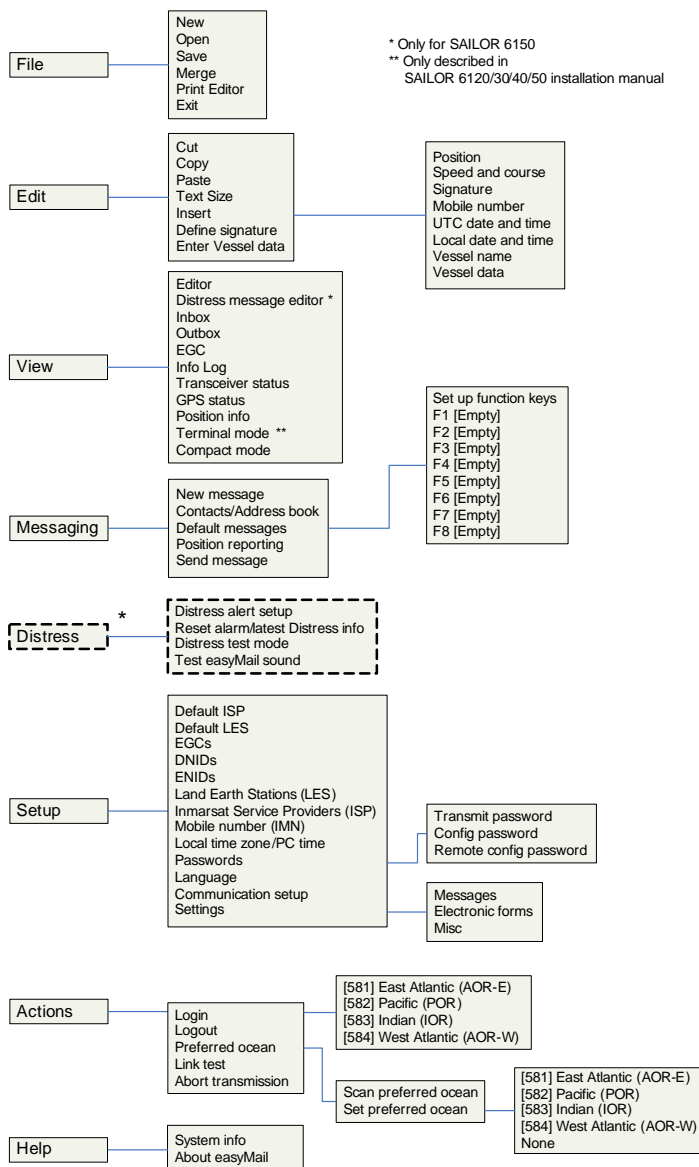 * Only for SAILOR 6150
** Only described in
SAILOR 6120/30/40/50 installation manual
File
New
Open
Save
Merge
Print Editor
Exit
Edit
Cut
Copy
Paste
Text Size
Insert
Define signature
Enter Vessel data
Position
Speed and course
Signature
Mobile number
UTC date and time
Local date and time
Vessel name
Vessel data
View
Editor
Distress message editor *
Inbox
Outbox
EGC
Info Log
Transceiver status
GPS status
Position info
Terminal mode **
Compact mode
Messaging
New message
Contacts/Address book
Default messages
Position reporting
Send message
Set up function keys
F1 [Empty]
F2 [Empty]
F3 [Empty]
F4 [Empty]
F5 [Empty]
F6 [Empty]
F7 [Empty]
F8 [Empty]
Distress
*
Distress alert setup
Reset alarm/latest Distress info
Distress test mode
Test easyMail sound
Setup
Default ISP
Default LES
EGCs
DNIDs
ENIDs
Land Earth Stations (LES)
Inmarsat Service Providers (ISP)
Mobile number (IMN)
Local time zone/PC time
Passwords
Language
Communication setup
Settings
Transmit password
Config password
Remote config password
Messages
Electronic forms
Misc
Actions
Login
Logout
Preferred ocean
Link test
Abort transmission
[581] East Atlantic (AOR-E)
[582] Pacific (POR)
[583] Indian (IOR)
[584] West Atlantic (AOR-W)
Scan preferred ocean
Set preferred ocean
[581] East Atlantic (AOR-E)
[582] Pacific (POR)
[583] Indian (IOR)
[584] West Atlantic (AOR-W)
None
Help
System info
About easyMail